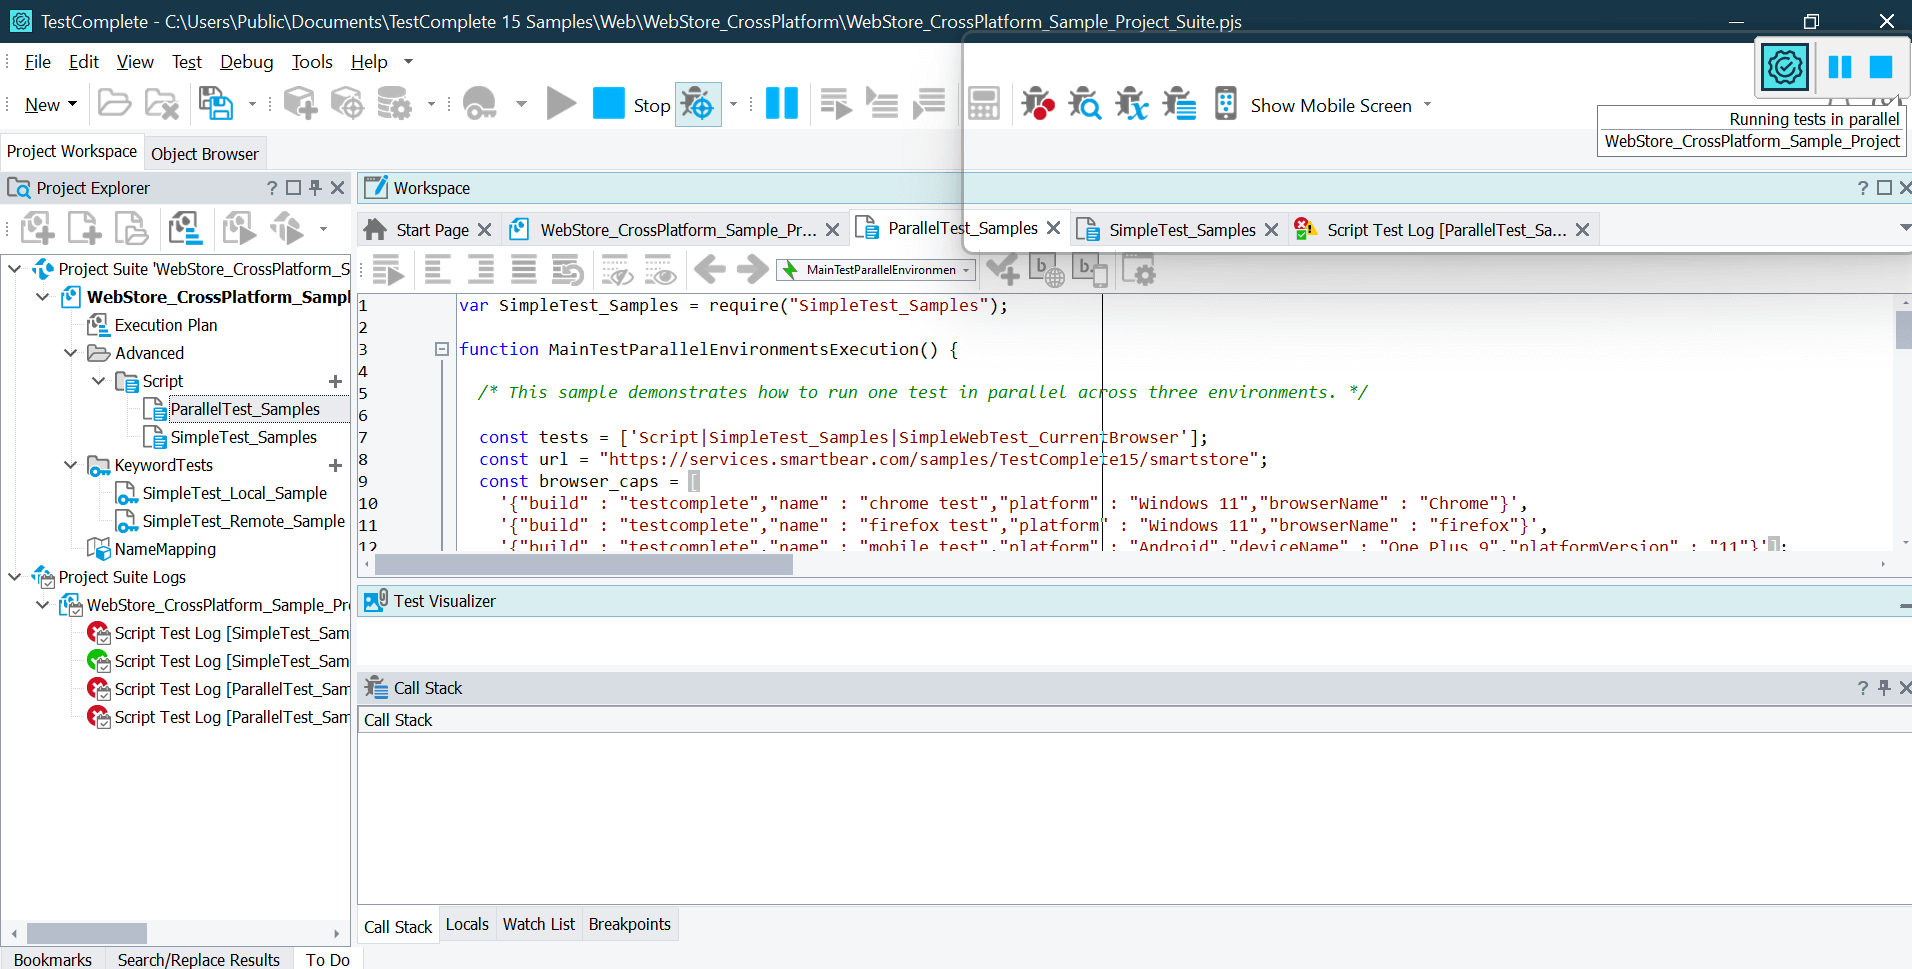 TestComplete - C:\Users\Public\Documents\TestComplete 15 Samples\Web\WebStore_CrossPlatform\WebStore_CrossPlatform_Sample_Project_Suite.pjs
File Edit View Test Debug Tools Help
New Stop Show Mobile Screen
Running tests in parallel
WebStore_CrossPlatform_Sample_Project
Project Workspace Object Browser
Project Explorer
Workspace
Start Page WebStore_CrossPlatform_Sample_Pr... ParallelTest_Samples SimpleTest_Samples Script Test Log [ParallelTest_Sa...
MainTestParallelEnvironmen
Project Suite 'WebStore_CrossPlatform_S
WebStore_CrossPlatform_Sampl
Execution Plan
Advanced
Script
ParallelTest_Samples
SimpleTest_Samples
KeywordTests
SimpleTest_Local_Sample
SimpleTest_Remote_Sample
NameMapping
Project Suite Logs
WebStore_CrossPlatform_Sample_Pr
Script Test Log [SimpleTest_Sam
Script Test Log [SimpleTest_Sam
Script Test Log [ParallelTest_Sam
Script Test Log [ParallelTest_Sam
1 var SimpleTest_Samples = require("SimpleTest_Samples");
2
3 function MainTestParallelEnvironmentsExecution() {
4
5 /* This sample demonstrates how to run one test in parallel across three environments. */
6
7 const tests = ['Script|SimpleTest_Samples|SimpleWebTest_CurrentBrowser'];
8 const url = "https://services.smartbear.com/samples/TestComplete15/smartstore";
9 const browser_caps = [
10 '{"build" : "testcomplete","name" : "chrome test","platform" : "Windows 11","browserName" : "Chrome"}',
11 '{"build" : "testcomplete","name" : "firefox test","platform" : "Windows 11","browserName" : "firefox"}',
12 '{"build" : "testcomplete","name" : "mobile test","platform" : "Android","deviceName" : "One Plus 9","platformVersion" : "11"}'];
Test Visualizer
Call Stack
Call Stack
Call Stack Locals Watch List Breakpoints
Bookmarks Search/Replace Results To Do